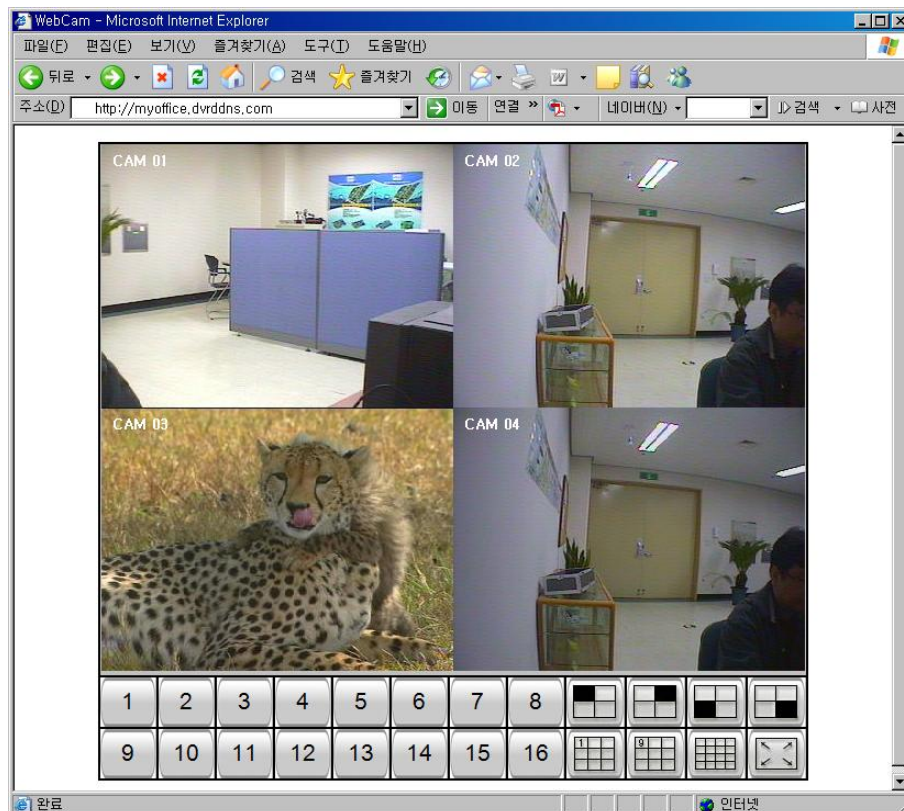 WebCam - Microsoft Internet Explorer
파일(F) 편집(E) 보기(V) 즐겨찾기(A) 도구(T) 도움말(H)
뒤로 검색 즐겨찾기 W
주소(D) http://myoffice.dvrddns.com 이동 연결 » 네이버(N) 검색 사전
CAM 01 CAM 02
CAM 03 CAM 04
1 2 3 4 5 6 7 8
9 10 11 12 13 14 15 16 1 9
완료 인터넷